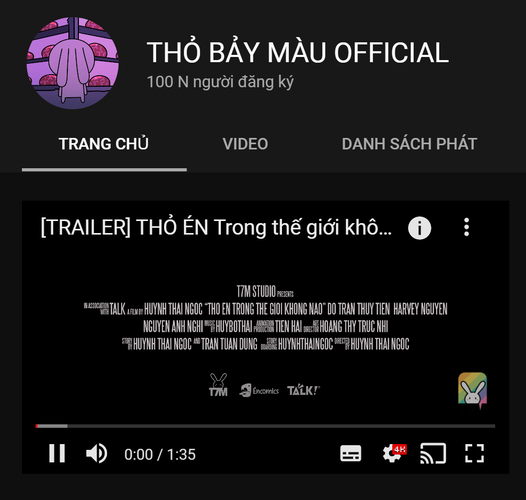 THỎ BẢY MÀU OFFICIAL
100 N người đăng ký
TRANG CHỦ VIDEO DANH SÁCH PHÁT
[TRAILER] THỎ ÉN Trong thế giới khô...
T7M STUDIO PRESENTS
IN ASSOCIATION WITH TALK A FILM BY HUYNH THAI NGOC "THO EN TRONG THE GIOI KHONG NAO" DO TRAN THUY TIEN HARVEY NGUYEN
NGUYEN ANH NGHI MUSIC BY HUYBOTHAI ANIMATION PRODUCTION TIEN HAI ART BY HOANG THY TRUC NHI
STORY BY HUYNH THAI NGOC AND TRAN TUAN DUNG STORY BOARDING HUYNHTHAINGOC DIRECTED BY HUYNH THAI NGOC
T7M Encomics TALK!
0:00 / 1:35 4K